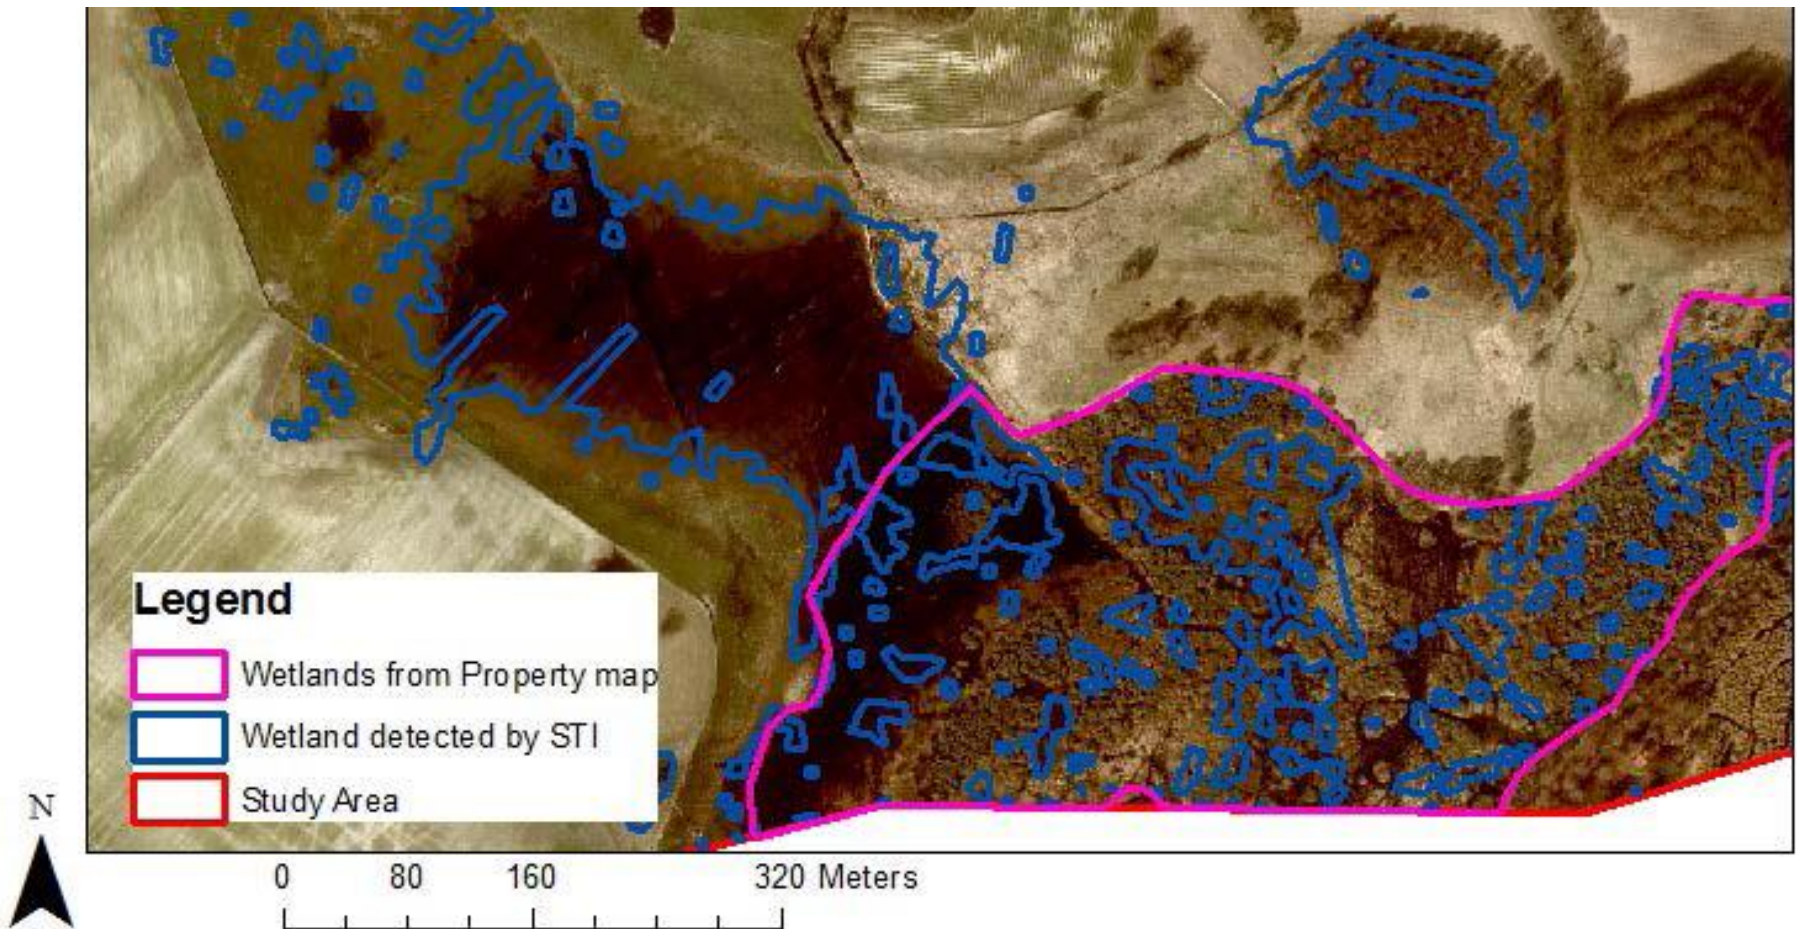 Legend
Wetlands from Property map
Wetland detected by STI
Study Area
N
0 80 160 320 Meters